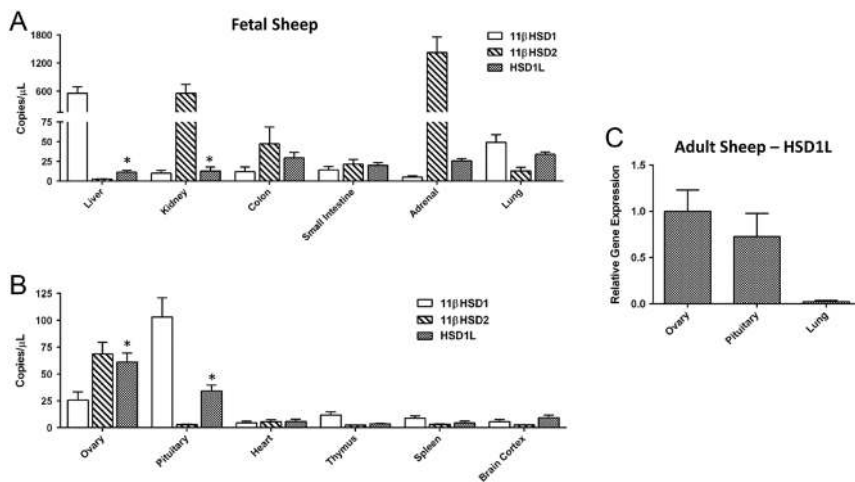 A
Fetal Sheep
1800
1200
600
50
25
0
Copies/µL
11βHSD1
11βHSD2
HSD1L
*
*
Liver
Kidney
Colon
Small Intestine
Adrenal
Lung
B
125
100
75
50
25
0
Copies/µL
11βHSD1
11βHSD2
HSD1L
*
*
Ovary
Pituitary
Heart
Thymus
Spleen
Brain Cortex
C
Adult Sheep – HSD1L
1.5
1.0
0.5
0.0
Relative Gene Expression
Ovary
Pituitary
Lung